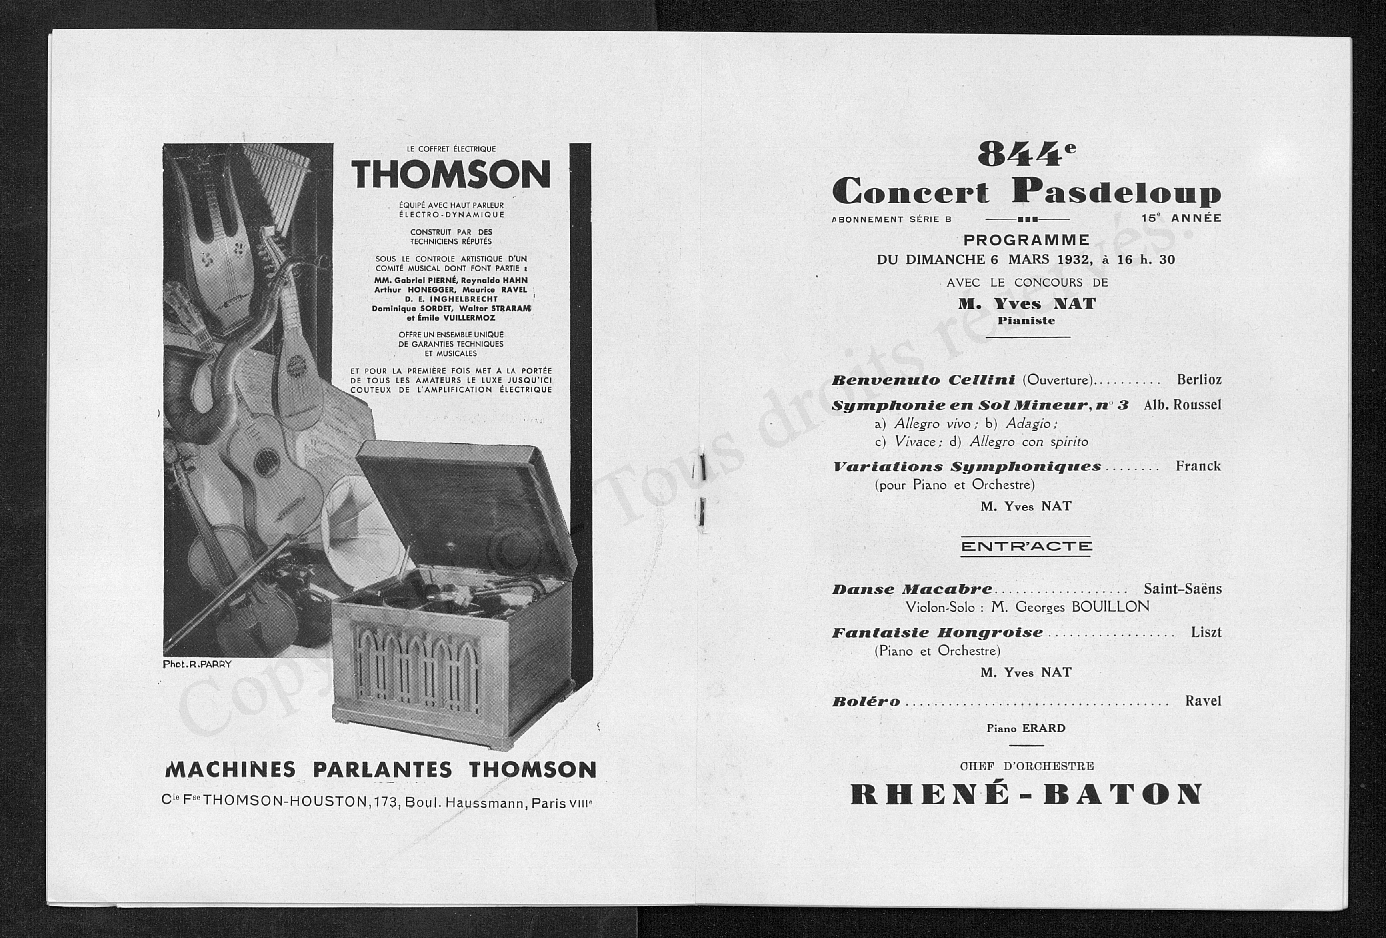 LE COFFRET ÉLECTRIQUE
THOMSON
ÉQUIPÉ AVEC HAUT PARLEUR
ÉLECTRO-DYNAMIQUE
CONSTRUIT PAR DES
TECHNICIENS RÉPUTÉS
SOUS LE CONTROLE ARTISTIQUE D'UN
COMITÉ MUSICAL DONT FONT PARTIE :
MM. Gabriel PIERNÉ, Reynaldo HAHN
Arthur HONEGGER, Maurice RAVEL
D. E. INGHELBRECHT
Dominique SORDET, Walter STRARAM
et Émile VUILLERMOZ
OFFRE UN ENSEMBLE UNIQUE
DE GARANTIES TECHNIQUES
ET MUSICALES
ET POUR LA PREMIÈRE FOIS MET A LA PORTÉE
DE TOUS LES AMATEURS LE LUXE JUSQU'ICI
COUTEUX DE L'AMPLIFICATION ÉLECTRIQUE
Phot. R. PARRY
MACHINES PARLANTES THOMSON
Cie Fse THOMSON-HOUSTON, 173, Boul. Haussmann, Paris VIIIe
844e
Concert Pasdeloup
ABONNEMENT SÉRIE B 15e ANNÉE
PROGRAMME
DU DIMANCHE 6 MARS 1932, à 16 h. 30
AVEC LE CONCOURS DE
M. Yves NAT
Pianiste
Benvenuto Cellini (Ouverture).......... Berlioz
Symphonie en Sol Mineur, n° 3 Alb. Roussel
a) Allegro vivo ; b) Adagio ;
c) Vivace ; d) Allegro con spirito
Variations Symphoniques ........ Franck
(pour Piano et Orchestre)
M. Yves NAT
ENTR'ACTE
Danse Macabre................... Saint-Saëns
Violon-Solo : M. Georges BOUILLON
Fantaisie Hongroise .................. Liszt
(Piano et Orchestre)
M. Yves NAT
Boléro .................................... Ravel
Piano ERARD
CHEF D'ORCHESTRE
RHENÉ-BATON